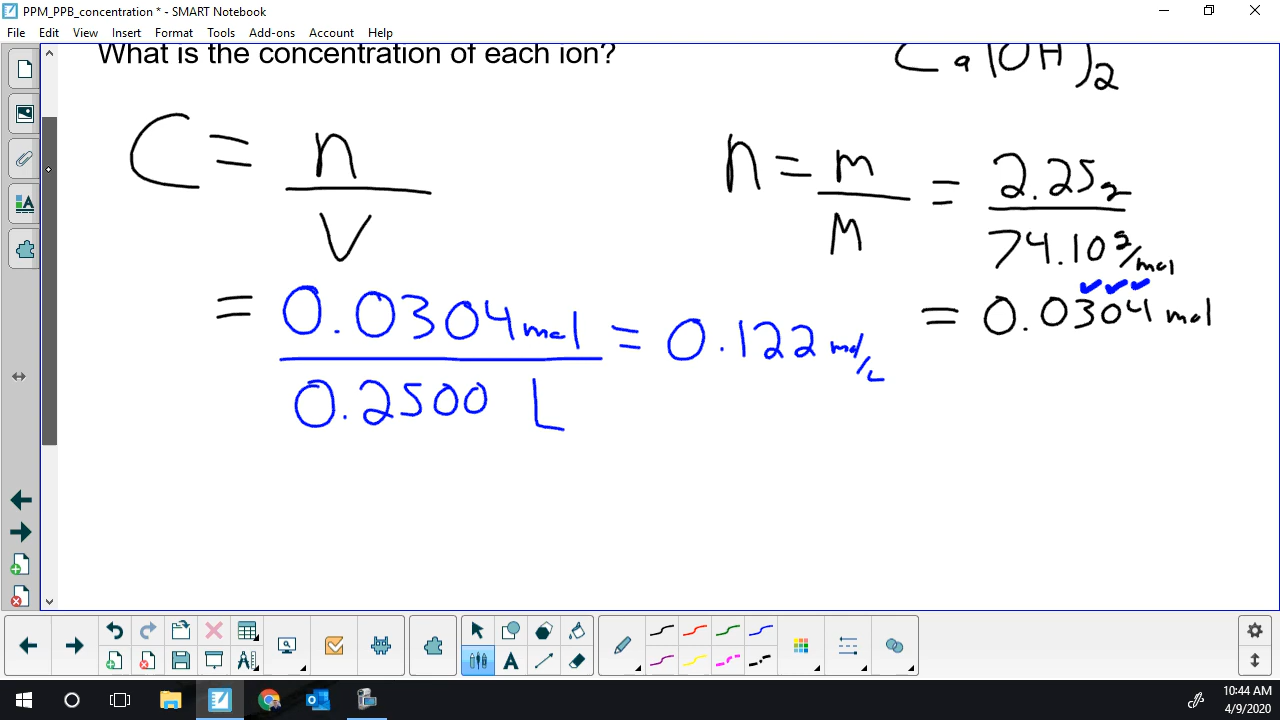 PPM_PPB_concentration * - SMART Notebook
File Edit View Insert Format Tools Add-ons Account Help
What is the concentration of each ion?
Ca(OH)2
C = n / V
n = m / M = 2.25g / 74.10 g/mol
= 0.0304 mol
= 0.0304 mol / 0.2500 L = 0.122 mol/L
10:44 AM
4/9/2020